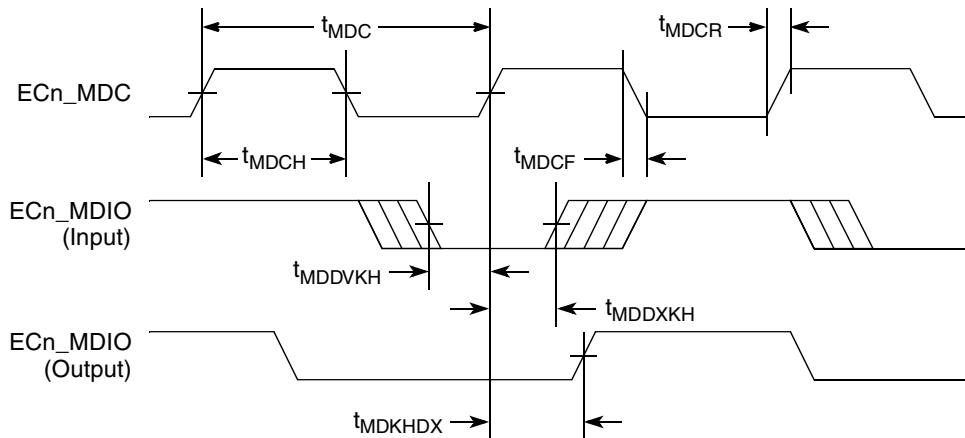 tMDC
tMDCR
ECn_MDC
tMDCH
tMDCF
ECn_MDIO
(Input)
tMDDVKH
tMDDXKH
ECn_MDIO
(Output)
tMDKHDX